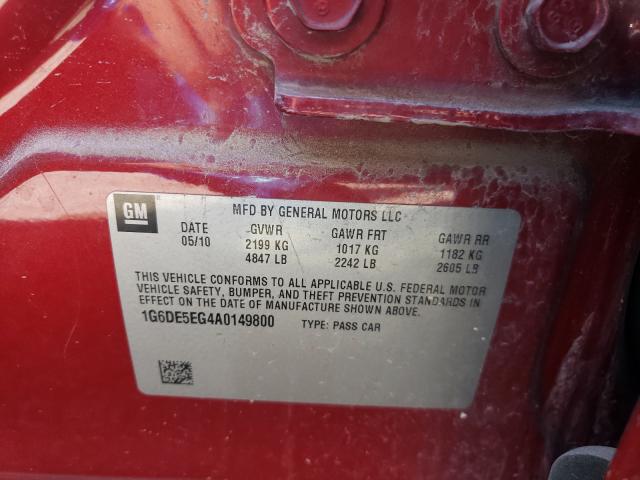 GM
MFD BY GENERAL MOTORS LLC
DATE GVWR GAWR FRT GAWR RR
05/10 2199 KG 1017 KG 1182 KG
4847 LB 2242 LB 2605 LB
THIS VEHICLE CONFORMS TO ALL APPLICABLE U.S. FEDERAL MOTOR
VEHICLE SAFETY, BUMPER, AND THEFT PREVENTION STANDARDS IN
EFFECT ON THE DATE OF MANUFACTURE SHOWN ABOVE.
1G6DE5EG4A0149800 TYPE: PASS CAR